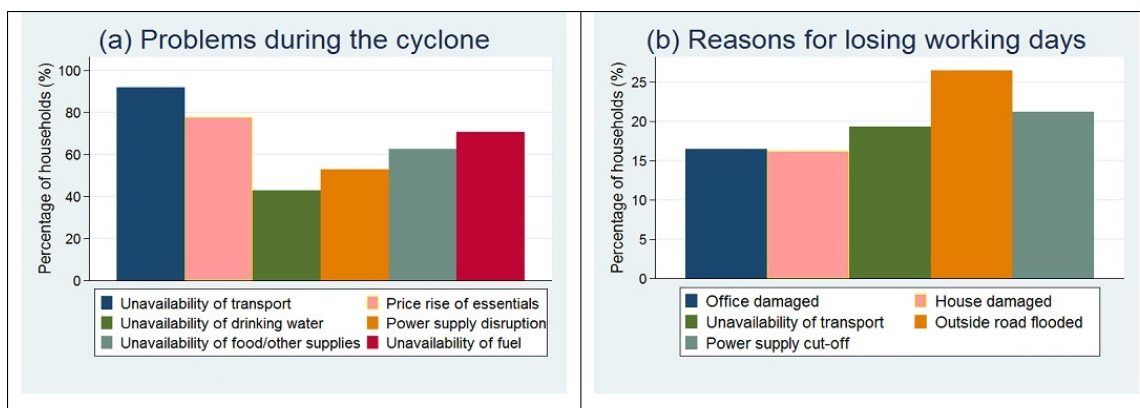 (a) Problems during the cyclone
Percentage of households (%)
100
80
60
40
20
0
Unavailability of transport
Price rise of essentials
Unavailability of drinking water
Power supply disruption
Unavailability of food/other supplies
Unavailability of fuel
(b) Reasons for losing working days
Percentage of households (%)
25
20
15
10
5
0
Office damaged
House damaged
Unavailability of transport
Outside road flooded
Power supply cut-off